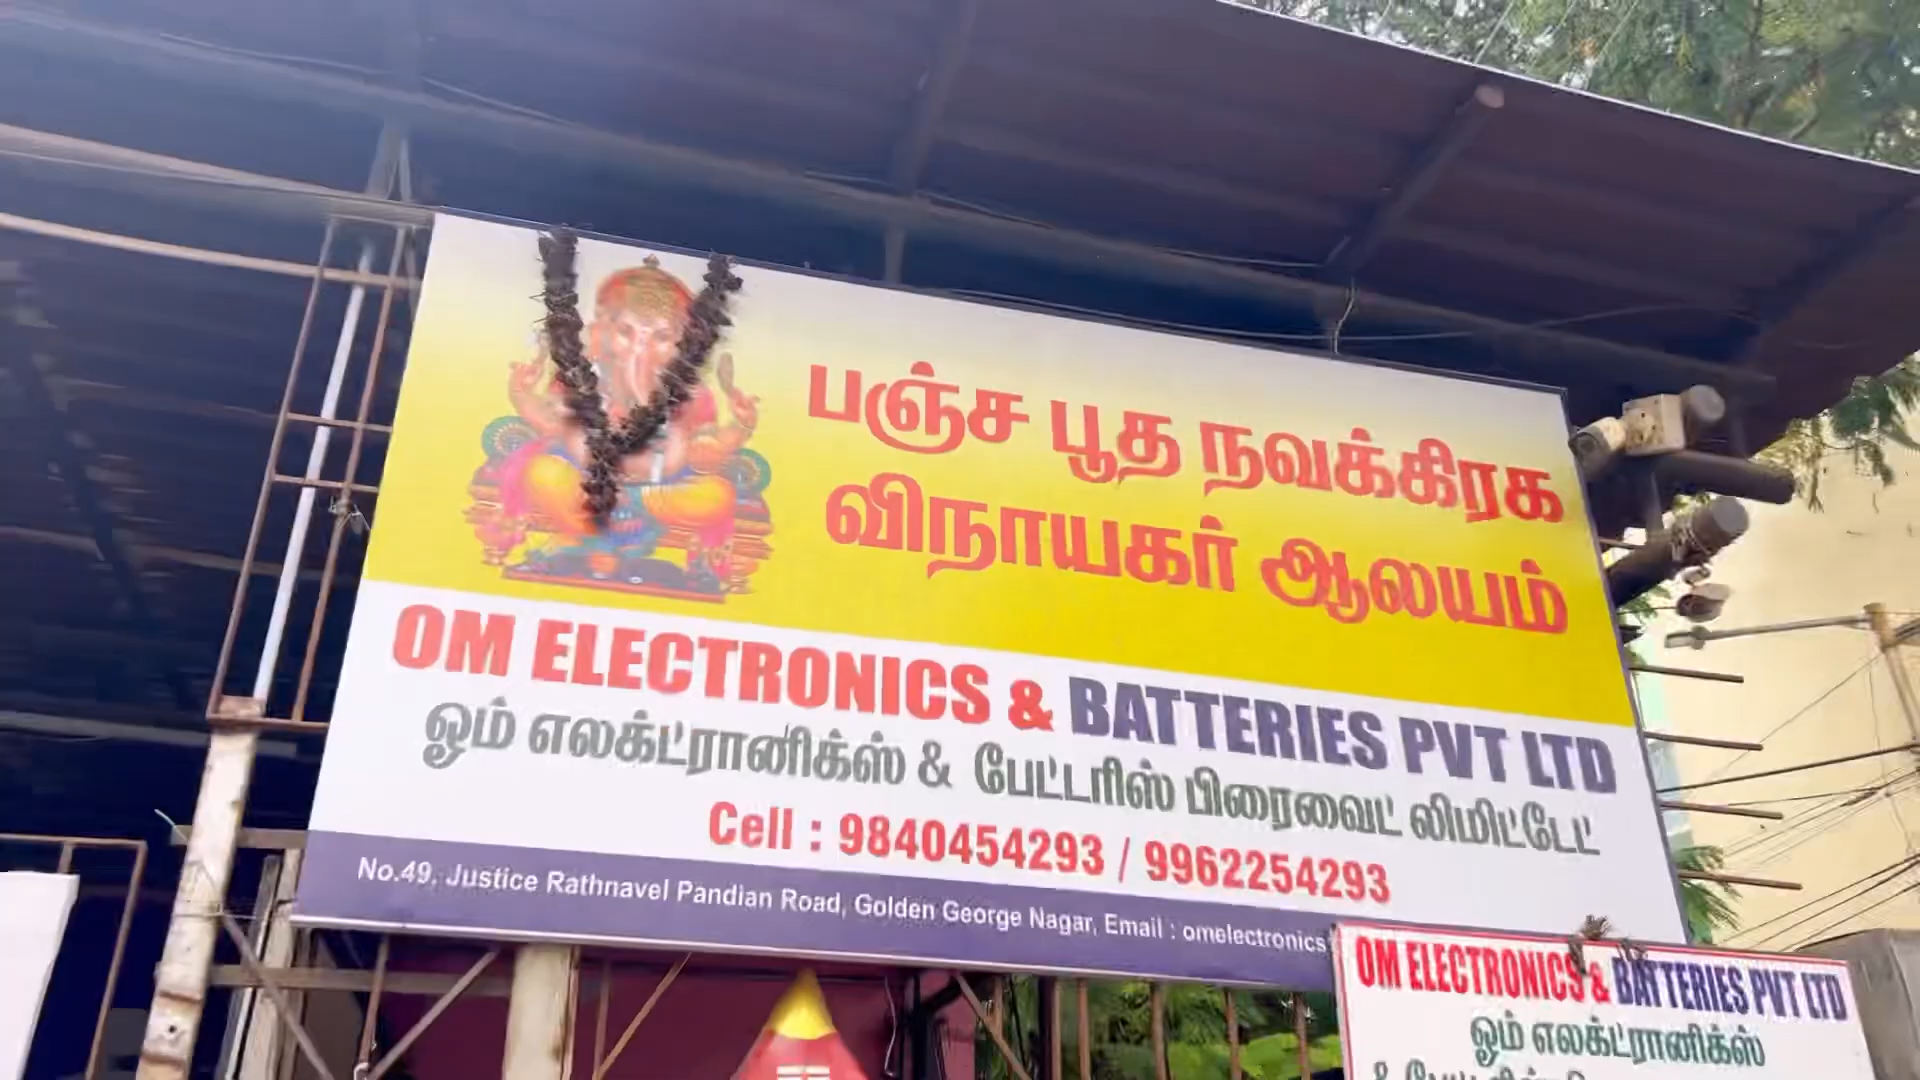 பஞ்ச பூத நவக்கிரக
விநாயகர் ஆலயம்
OM ELECTRONICS & BATTERIES PVT LTD
ஓம் எலக்ட்ரானிக்ஸ் & பேட்டரிஸ் பிரைவைட் லிமிட்டேட்
Cell : 9840454293 / 9962254293
No.49, Justice Rathnavel Pandian Road, Golden George Nagar, Email : omelectronics
OM ELECTRONICS & BATTERIES PVT LTD
ஓம் எலக்ட்ரானிக்ஸ்